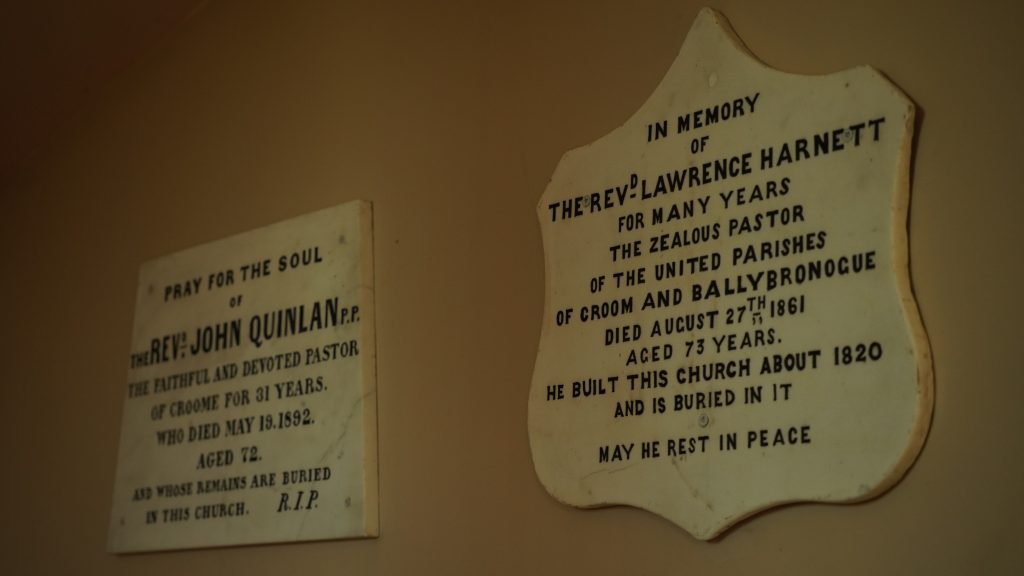 PRAY FOR THE SOUL
OF
THE REVD. JOHN QUINLAN P.P.
THE FAITHFUL AND DEVOTED PASTOR
OF CROOME FOR 31 YEARS.
WHO DIED MAY 19.1892.
AGED 72.
AND WHOSE REMAINS ARE BURIED
IN THIS CHURCH. R.I.P.
IN MEMORY
OF
THE REVD. LAWRENCE HARNETT
FOR MANY YEARS
THE ZEALOUS PASTOR
OF THE UNITED PARISHES
OF CROOM AND BALLYBRONOGUE
DIED AUGUST 27TH 1861
AGED 73 YEARS.
HE BUILT THIS CHURCH ABOUT 1820
AND IS BURIED IN IT
MAY HE REST IN PEACE